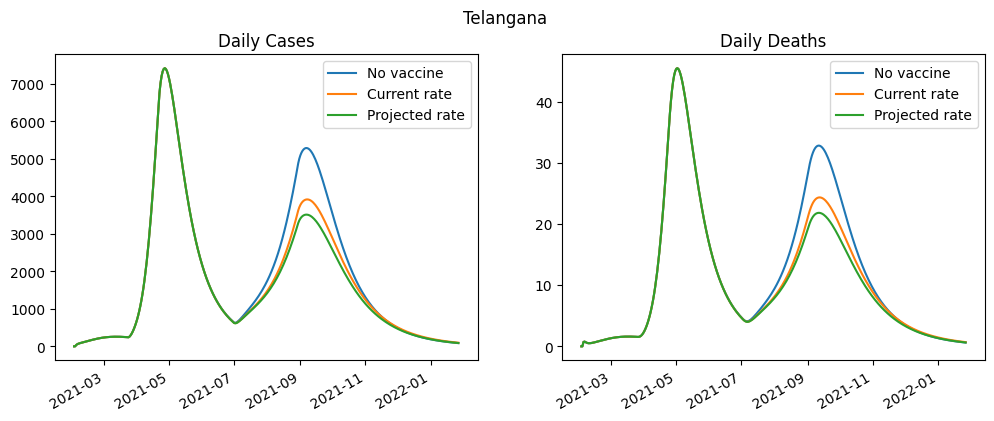 Telangana
Daily Cases
Daily Deaths
7000
6000
5000
4000
3000
2000
1000
0
No vaccine
Current rate
Projected rate
2021-03
2021-05
2021-07
2021-09
2021-11
2022-01
40
30
20
10
0
No vaccine
Current rate
Projected rate
2021-03
2021-05
2021-07
2021-09
2021-11
2022-01